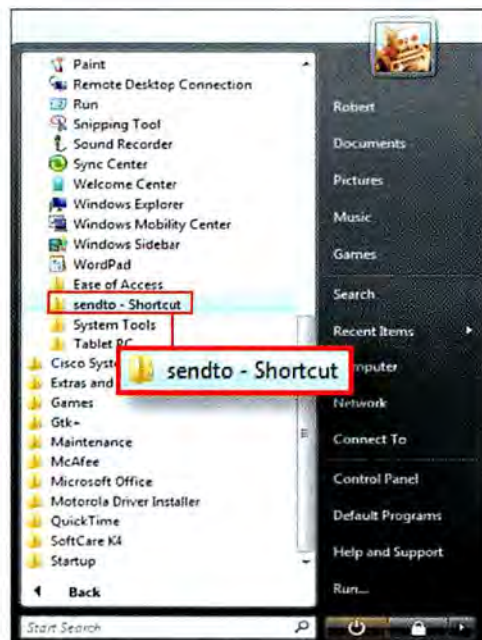 Paint
Remote Desktop Connection
Run
Snipping Tool
Sound Recorder
Sync Center
Welcome Center
Windows Explorer
Windows Mobility Center
Windows Sidebar
WordPad
Ease of Access
sendto - Shortcut
System Tools
Tablet PC
Cisco
sendto - Shortcut
Extras and
Games
Gtk+
Maintenance
McAfee
Microsoft Office
Motorola Driver Installer
QuickTime
SoftCare K4
Startup
Back
Start Search
Robert
Documents
Pictures
Music
Games
Search
Recent Items
Network
Connect To
Control Panel
Default Programs
Help and Support
Run...